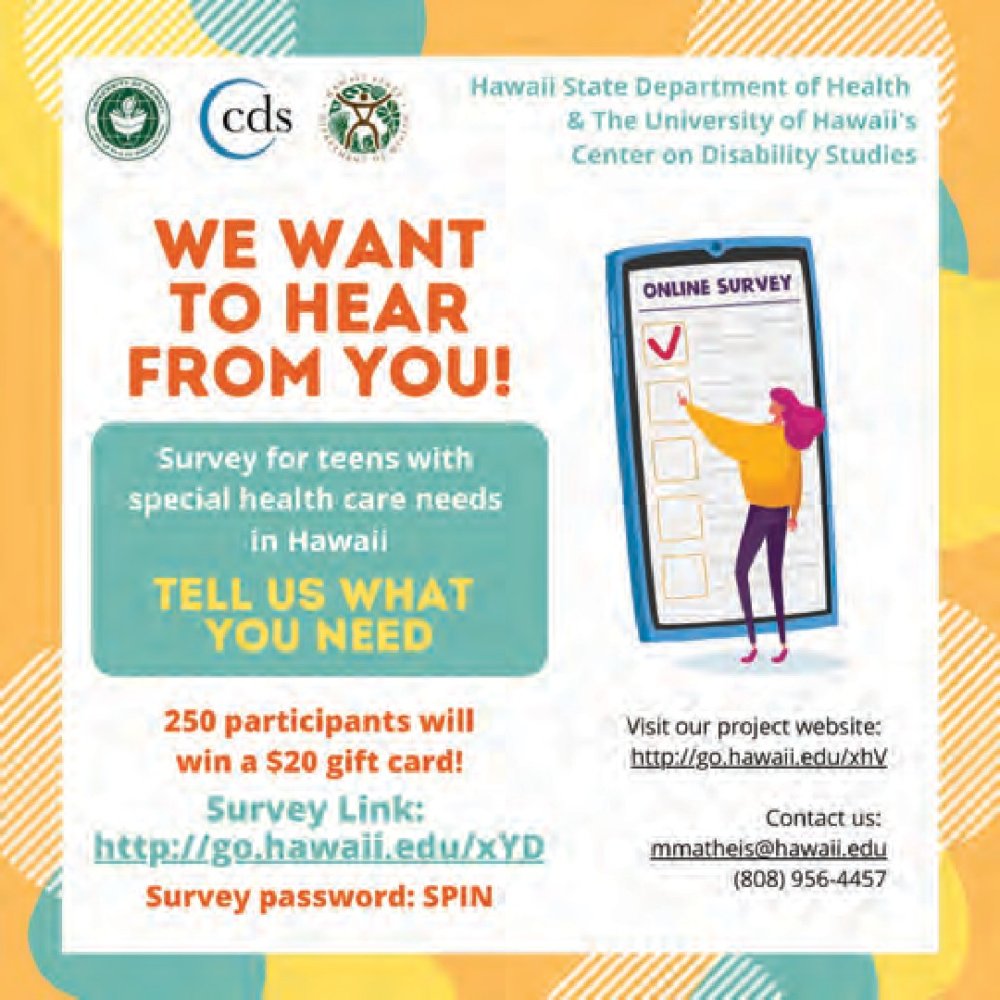 cds
Hawaii State Department of Health
& The University of Hawaii's
Center on Disability Studies
WE WANT
TO HEAR
FROM YOU!
Survey for teens with
special health care needs
in Hawaii
TELL US WHAT
YOU NEED
250 participants will
win a $20 gift card!
Survey Link:
http://go.hawaii.edu/xYD
Survey password: SPIN
ONLINE SURVEY
Visit our project website:
http://go.hawaii.edu/xhV
Contact us:
mmatheis@hawaii.edu
(808) 956-4457